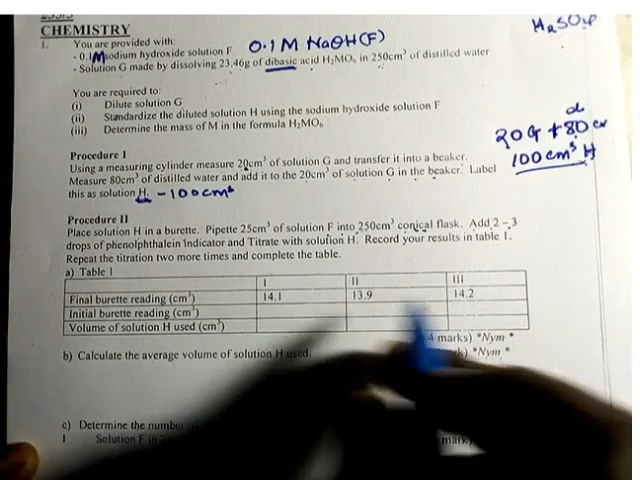 CHEMISTRY
H2SO4
1. You are provided with: 0.1M NaOH(F)
- 0.1M sodium hydroxide solution F
- Solution G made by dissolving 23.46g of dibasic acid H₂MO₆ in 250cm³ of distilled water
You are required to:
(i) Dilute solution G
(ii) Standardize the diluted solution H using the sodium hydroxide solution F
(iii) Determine the mass of M in the formula H₂MO₆
d
20G + 80
100cm³ H
Procedure I
Using a measuring cylinder measure 20cm³ of solution G and transfer it into a beaker.
Measure 80cm³ of distilled water and add it to the 20cm³ of solution G in the beaker. Label
this as solution H. – 100cm³
Procedure II
Place solution H in a burette. Pipette 25cm³ of solution F into 250cm³ conical flask. Add 2 – 3
drops of phenolphthalein Indicator and Titrate with solution H. Record your results in table 1.
Repeat the titration two more times and complete the table.
a) Table 1
I II III
Final burette reading (cm³) 14.1 13.9 14.2
Initial burette reading (cm³)
Volume of solution H used (cm³)
4 marks) *Nym *
b) Calculate the average volume of solution H used. *Nym *
c) Determine the number
I Solution F in